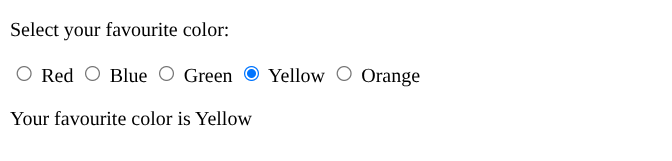 Select your favourite color:
Red Blue Green Yellow Orange
Your favourite color is Yellow